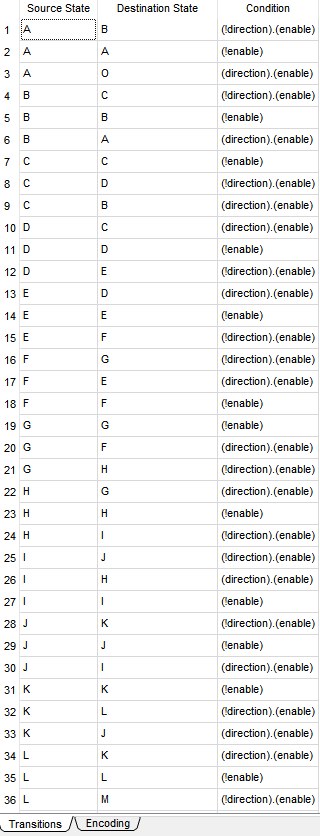 Source State Destination State Condition
1 A B (!direction).(enable)
2 A A (!enable)
3 A O (direction).(enable)
4 B C (!direction).(enable)
5 B B (!enable)
6 B A (direction).(enable)
7 C C (!enable)
8 C D (!direction).(enable)
9 C B (direction).(enable)
10 D C (direction).(enable)
11 D D (!enable)
12 D E (!direction).(enable)
13 E D (direction).(enable)
14 E E (!enable)
15 E F (!direction).(enable)
16 F G (!direction).(enable)
17 F E (direction).(enable)
18 F F (!enable)
19 G G (!enable)
20 G F (direction).(enable)
21 G H (!direction).(enable)
22 H G (direction).(enable)
23 H H (!enable)
24 H I (!direction).(enable)
25 I J (!direction).(enable)
26 I H (direction).(enable)
27 I I (!enable)
28 J K (!direction).(enable)
29 J J (!enable)
30 J I (direction).(enable)
31 K K (!enable)
32 K L (!direction).(enable)
33 K J (direction).(enable)
34 L K (direction).(enable)
35 L L (!enable)
36 L M (!direction).(enable)
Transitions Encoding